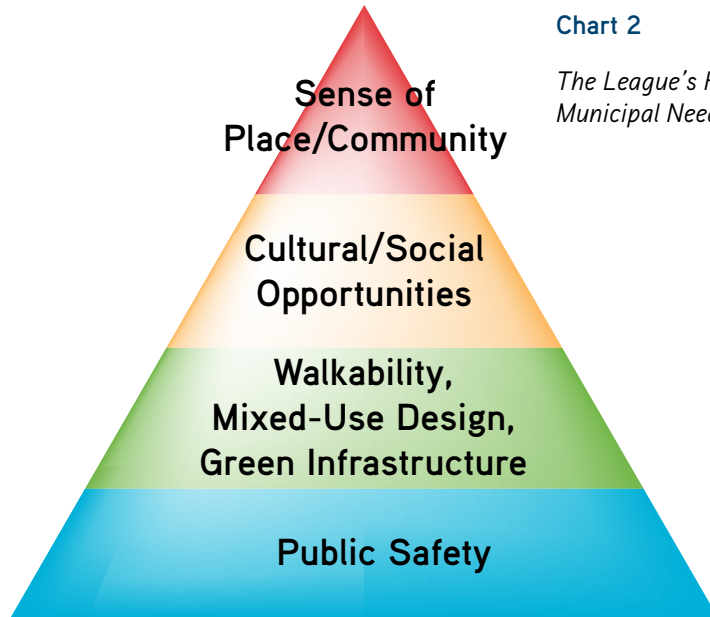 Chart 2
The League's
Municipal
Sense of
Place/Community
Cultural/Social
Opportunities
Walkability,
Mixed-Use Design,
Green Infrastructure
Public Safety